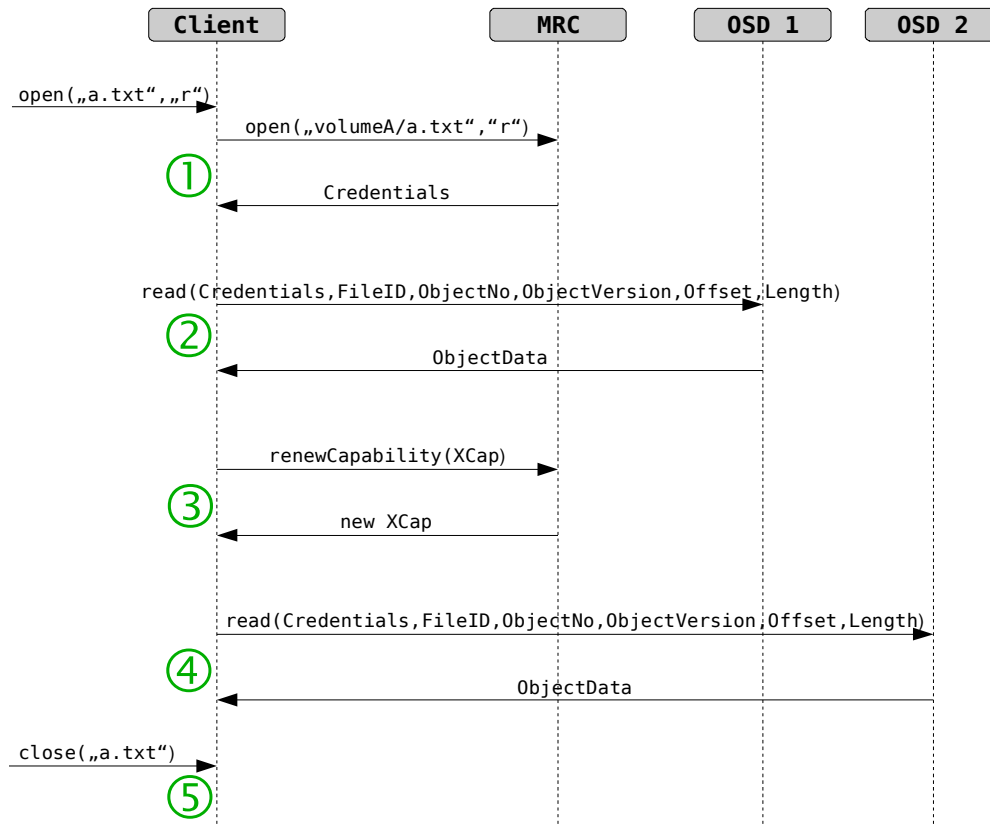 Client
MRC
OSD 1
OSD 2
open(„a.txt“,„r“)
open(„volumeA/a.txt“,“r“)
1
Credentials
read(Credentials,FileID,ObjectNo,ObjectVersion,Offset,Length)
2
ObjectData
renewCapability(XCap)
3
new XCap
read(Credentials,FileID,ObjectNo,ObjectVersion,Offset,Length)
4
ObjectData
close(„a.txt“)
5